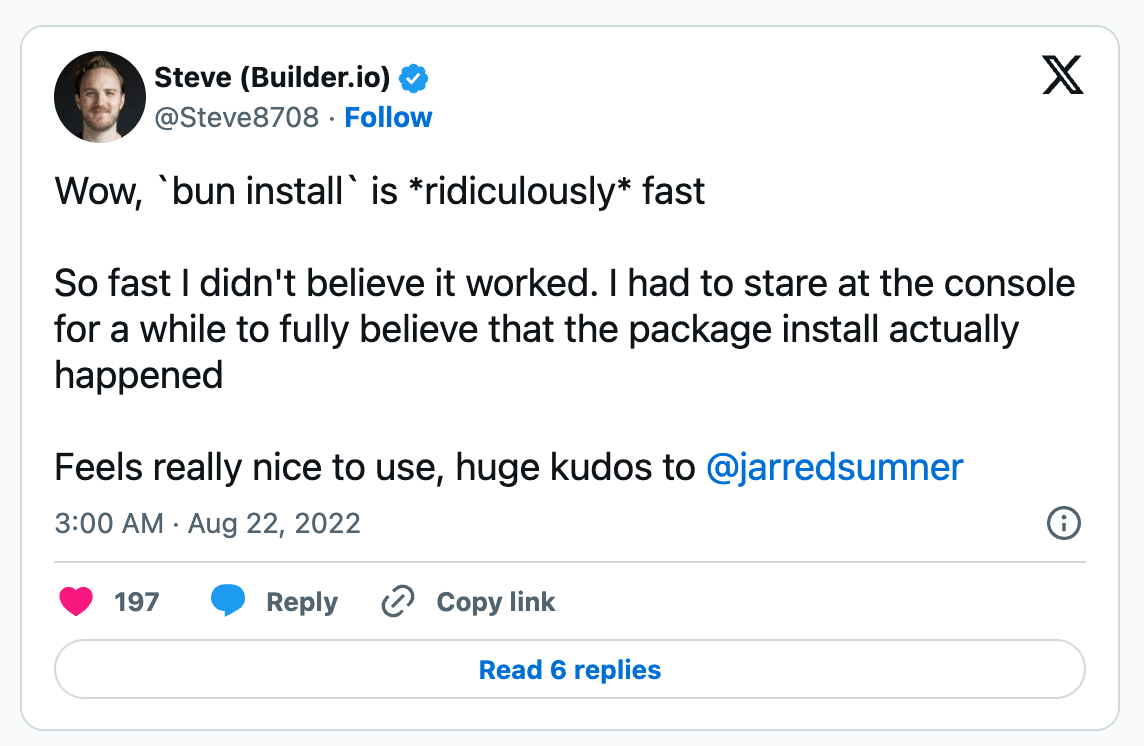 Steve (Builder.io)
@Steve8708 · Follow
Wow, `bun install` is *ridiculously* fast
So fast I didn't believe it worked. I had to stare at the console
for a while to fully believe that the package install actually
happened
Feels really nice to use, huge kudos to @jarredsumner
3:00 AM · Aug 22, 2022
197 Reply Copy link
Read 6 replies